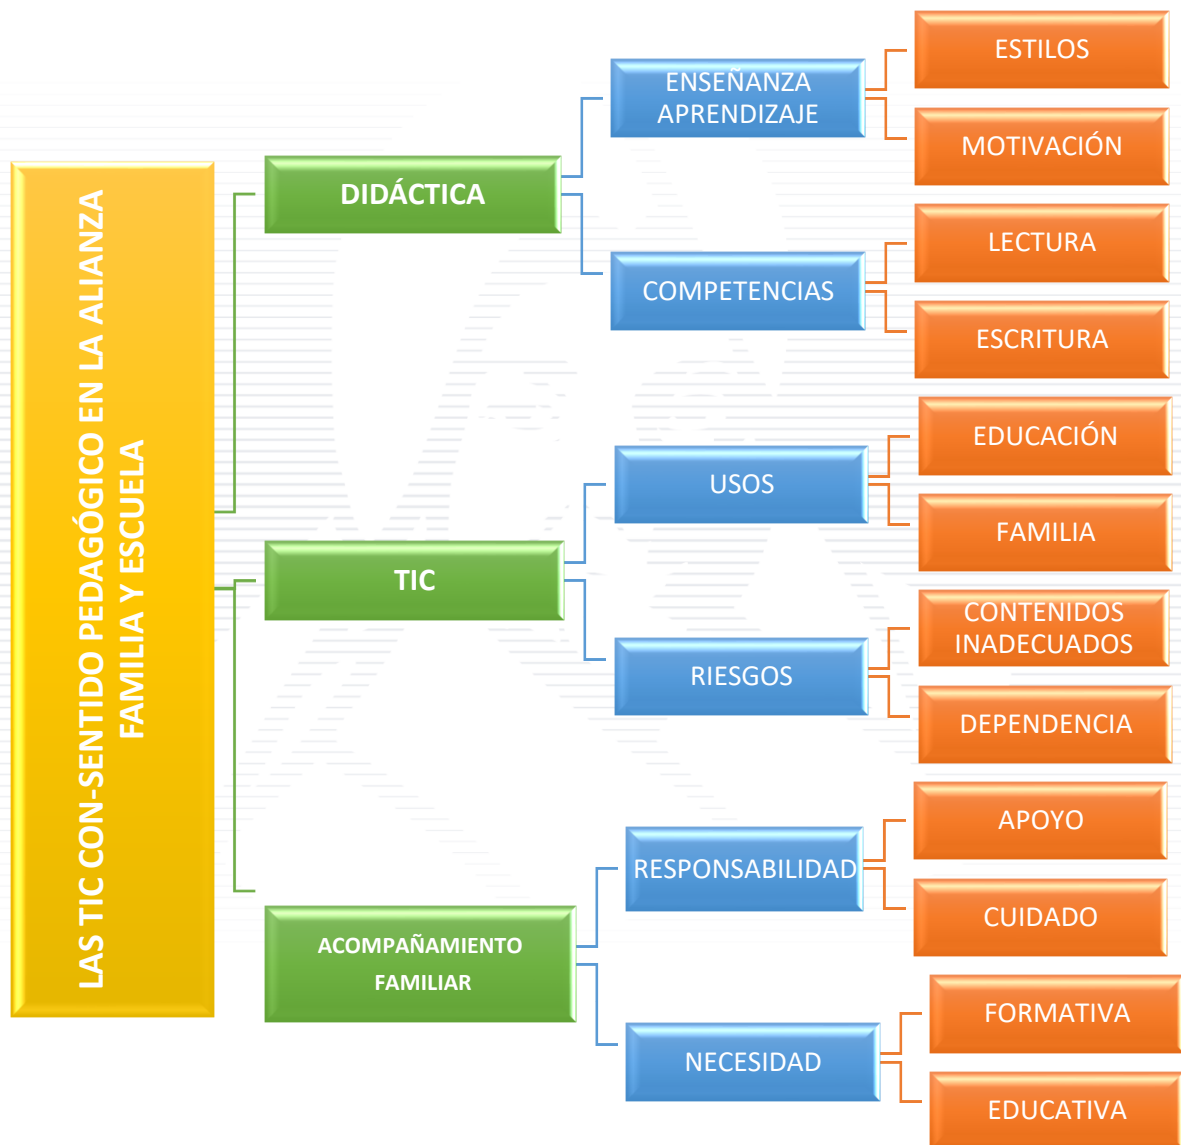 LAS TIC CON-SENTIDO PEDAGÓGICO EN LA ALIANZA
FAMILIA Y ESCUELA
DIDÁCTICA
ENSEÑANZA
APRENDIZAJE
ESTILOS
MOTIVACIÓN
COMPETENCIAS
LECTURA
ESCRITURA
TIC
USOS
EDUCACIÓN
FAMILIA
RIESGOS
CONTENIDOS
INADECUADOS
DEPENDENCIA
ACOMPAÑAMIENTO
FAMILIAR
RESPONSABILIDAD
APOYO
CUIDADO
NECESIDAD
FORMATIVA
EDUCATIVA